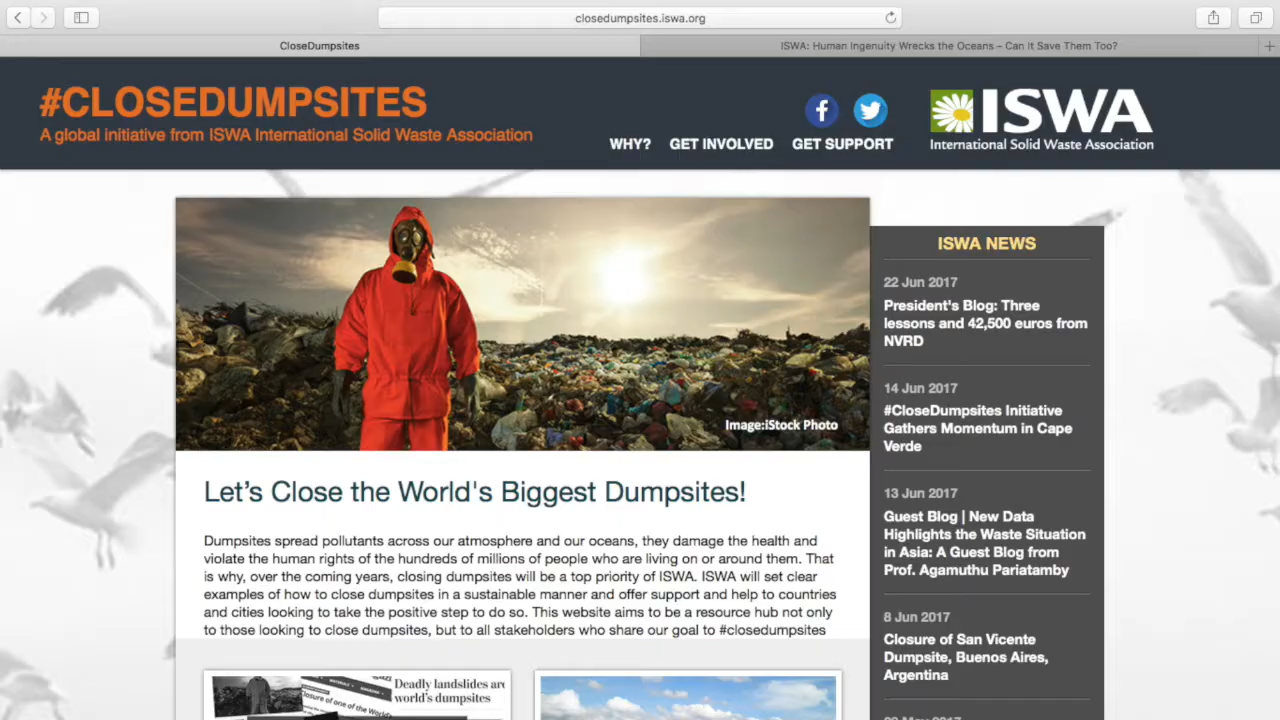 closedumpsites.iswa.org
CloseDumpsites
ISWA: Human Ingenuity Wrecks the Oceans – Can It Save Them Too?
#CLOSEDUMPSITES
A global initiative from ISWA International Solid Waste Association
WHY?
GET INVOLVED
GET SUPPORT
ISWA
International Solid Waste Association
Image:iStock Photo
Let’s Close the World's Biggest Dumpsites!
Dumpsites spread pollutants across our atmosphere and our oceans, they damage the health and
violate the human rights of the hundreds of millions of people who are living on or around them. That
is why, over the coming years, closing dumpsites will be a top priority of ISWA. ISWA will set clear
examples of how to close dumpsites in a sustainable manner and offer support and help to countries
and cities looking to take the positive step to do so. This website aims to be a resource hub not only
to those looking to close dumpsites, but to all stakeholders who share our goal to #closedumpsites
Deadly landslides are
world's dumpsites
Closure of one of the World's
ISWA NEWS
22 Jun 2017
President's Blog: Three
lessons and 42,500 euros from
NVRD
14 Jun 2017
#CloseDumpsites Initiative
Gathers Momentum in Cape
Verde
13 Jun 2017
Guest Blog | New Data
Highlights the Waste Situation
in Asia: A Guest Blog from
Prof. Agamuthu Pariatamby
8 Jun 2017
Closure of San Vicente
Dumpsite, Buenos Aires,
Argentina